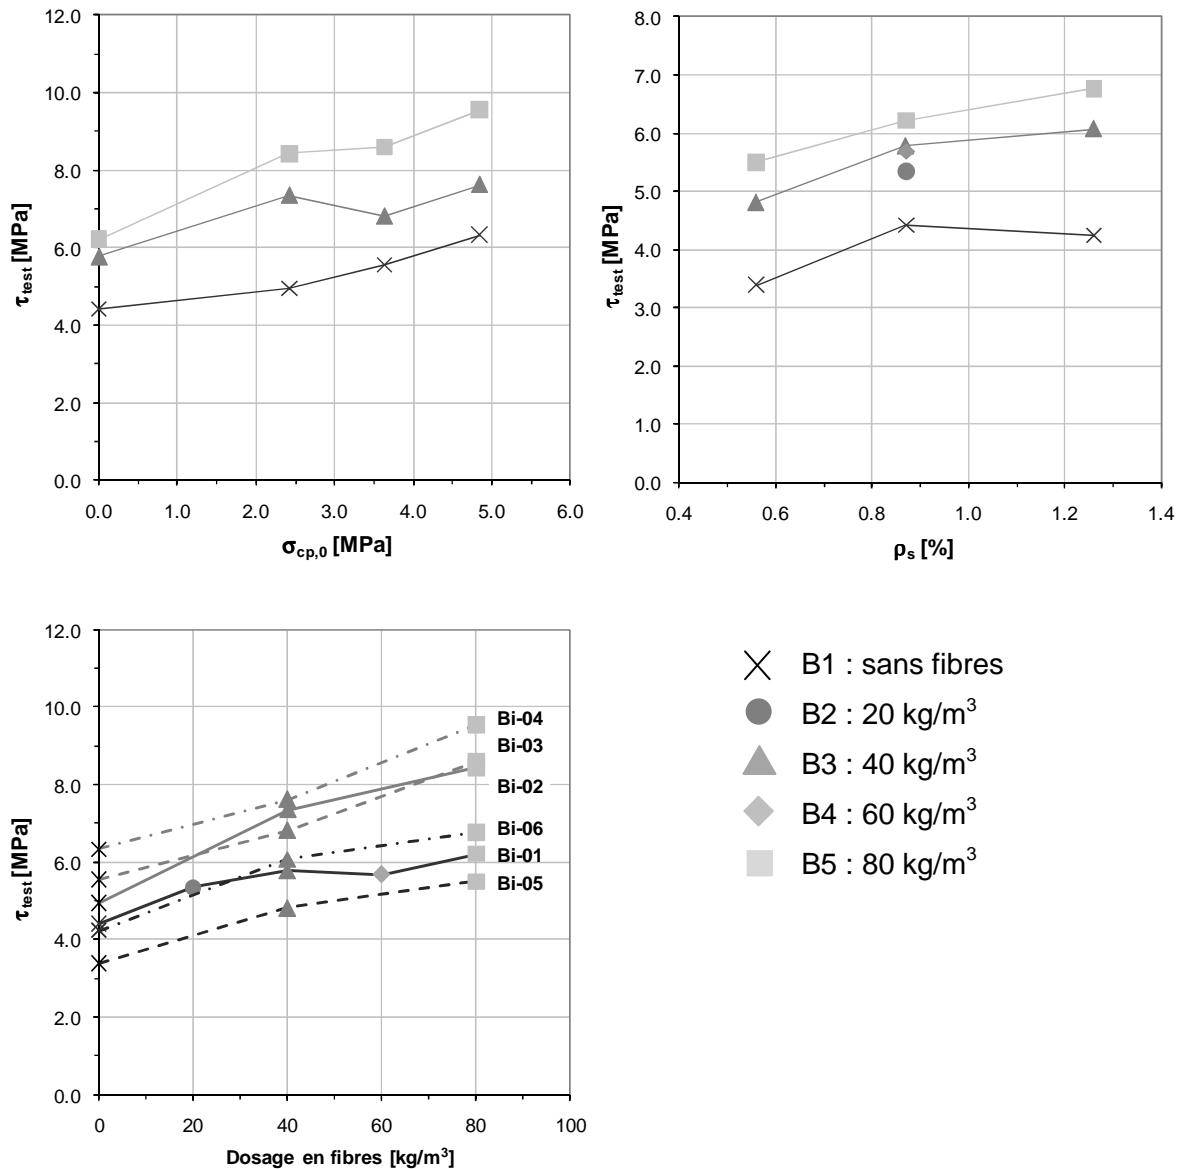 12.0
10.0
8.0
6.0
4.0
2.0
0.0
τtest [MPa]
0.0 1.0 2.0 3.0 4.0 5.0 6.0
σcp,0 [MPa]
8.0
7.0
6.0
5.0
4.0
3.0
2.0
1.0
0.0
τtest [MPa]
0.4 0.6 0.8 1.0 1.2 1.4
ρs [%]
12.0
10.0
8.0
6.0
4.0
2.0
0.0
τtest [MPa]
Bi-04
Bi-03
Bi-02
Bi-06
Bi-01
Bi-05
0 20 40 60 80 100
Dosage en fibres [kg/m³]
B1 : sans fibres
B2 : 20 kg/m³
B3 : 40 kg/m³
B4 : 60 kg/m³
B5 : 80 kg/m³